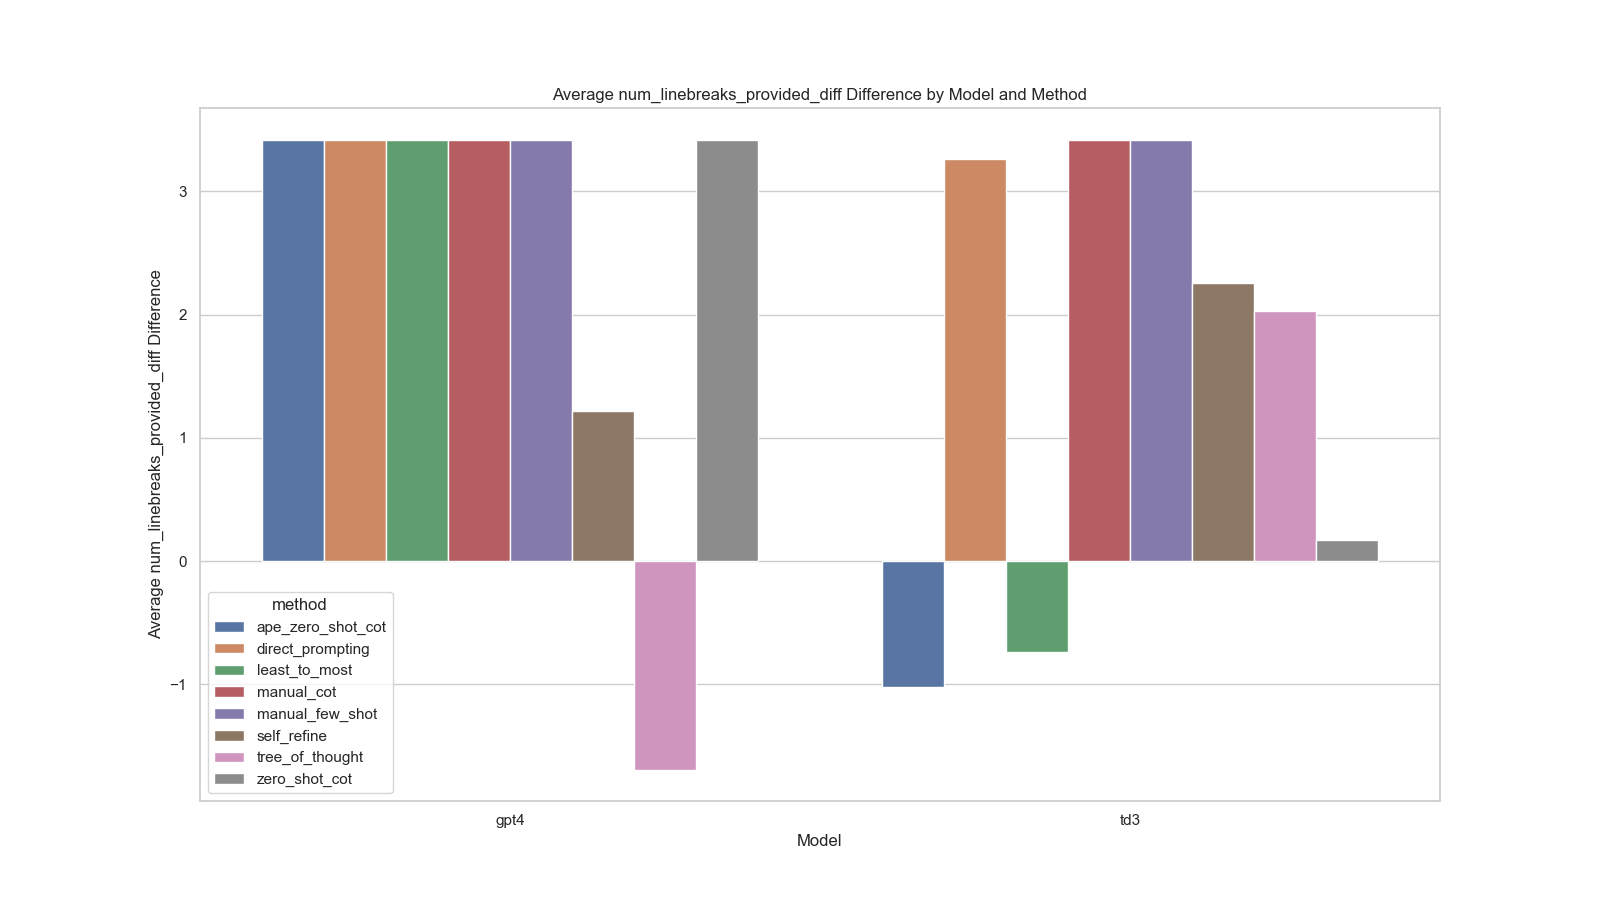 Average num_linebreaks_provided_diff Difference by Model and Method
Average num_linebreaks_provided_diff Difference
3
2
1
0
−1
method
ape_zero_shot_cot
direct_prompting
least_to_most
manual_cot
manual_few_shot
self_refine
tree_of_thought
zero_shot_cot
gpt4
td3
Model